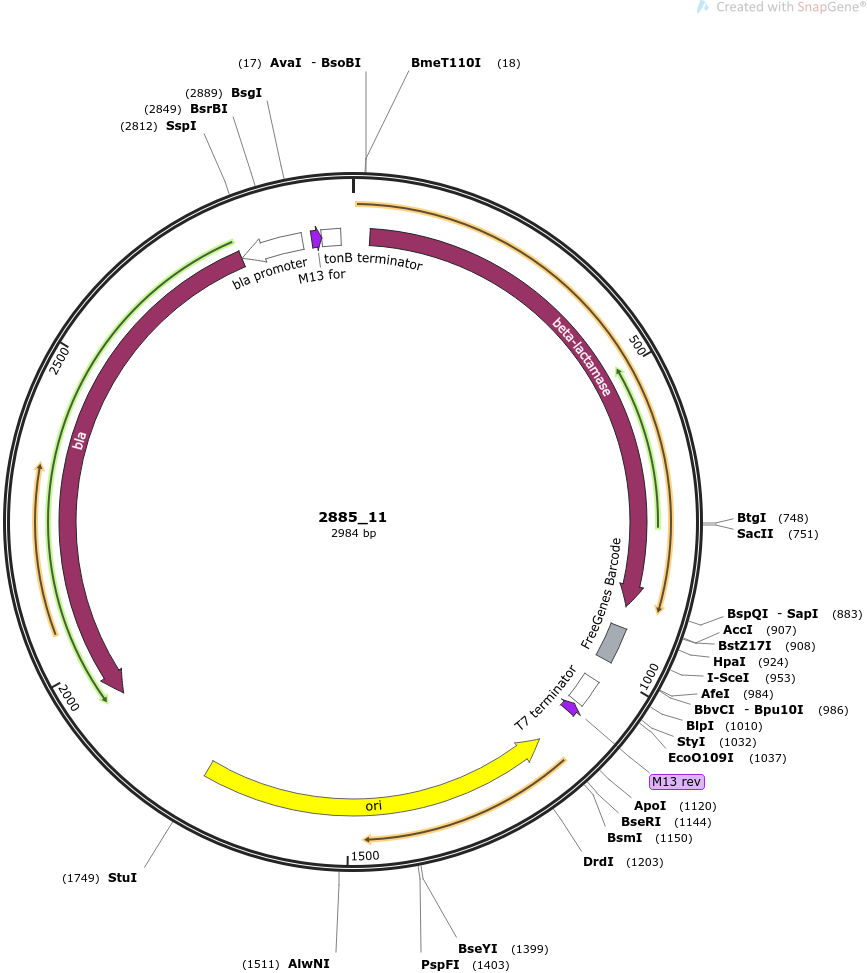 Created with SnapGene®
(17) AvaI - BsoBI
BmeT110I (18)
(2889) BsgI
(2849) BsrBI
(2812) SspI
bla promoter
M13 for
tonB terminator
beta-lactamase
500
2500
bla
2885_11
2984 bp
BtgI (748)
SacII (751)
FreeGenes Barcode
BspQI - SapI (883)
AccI (907)
BstZ17I (908)
HpaI (924)
I-SceI (953)
1000
AfeI (984)
BbvCI - Bpu10I (986)
BlpI (1010)
StyI (1032)
EcoO109I (1037)
T7 terminator
2000
M13 rev
ApoI (1120)
BseRI (1144)
BsmI (1150)
DrdI (1203)
ori
1500
(1749) StuI
BseYI (1399)
(1511) AlwNI
PspFI (1403)